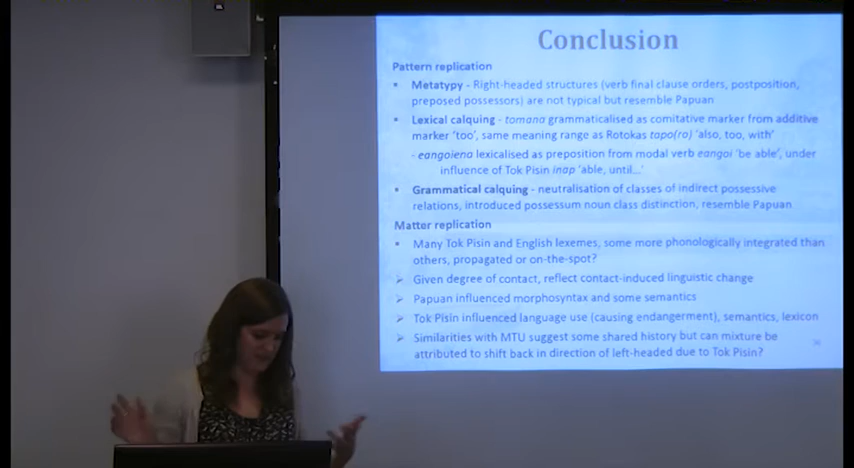 Conclusion
Pattern replication
▪ Metatypy - Right-headed structures (verb final clause orders, postposition,
preposed possessors) are not typical but resemble Papuan
▪ Lexical calquing - tomana grammaticalised as comitative marker from additive
marker 'too', same meaning range as Rotokas tapo(ro) 'also, too, with'
- eangoiena lexicalised as preposition from modal verb eangoi 'be able', under
influence of Tok Pisin inap 'able, until...'
▪ Grammatical calquing - neutralisation of classes of indirect possessive
relations, introduced possessum noun class distinction, resemble Papuan
Matter replication
▪ Many Tok Pisin and English lexemes, some more phonologically integrated than
others, propagated or on-the-spot?
➢ Given degree of contact, reflect contact-induced linguistic change
➢ Papuan influenced morphosyntax and some semantics
➢ Tok Pisin influenced language use (causing endangerment), semantics, lexicon
➢ Similarities with MTU suggest some shared history but can mixture be
attributed to shift back in direction of left-headed due to Tok Pisin?